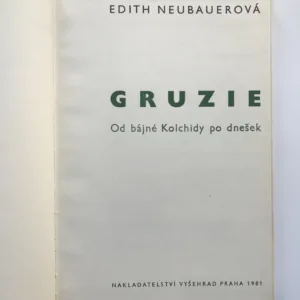 EDITH NEUBAUEROVÁ
GRUZIE
Od bájné Kolchidy po dnešek
NAKLADATELSTVÍ VYŠEHRAD PRAHA 1981